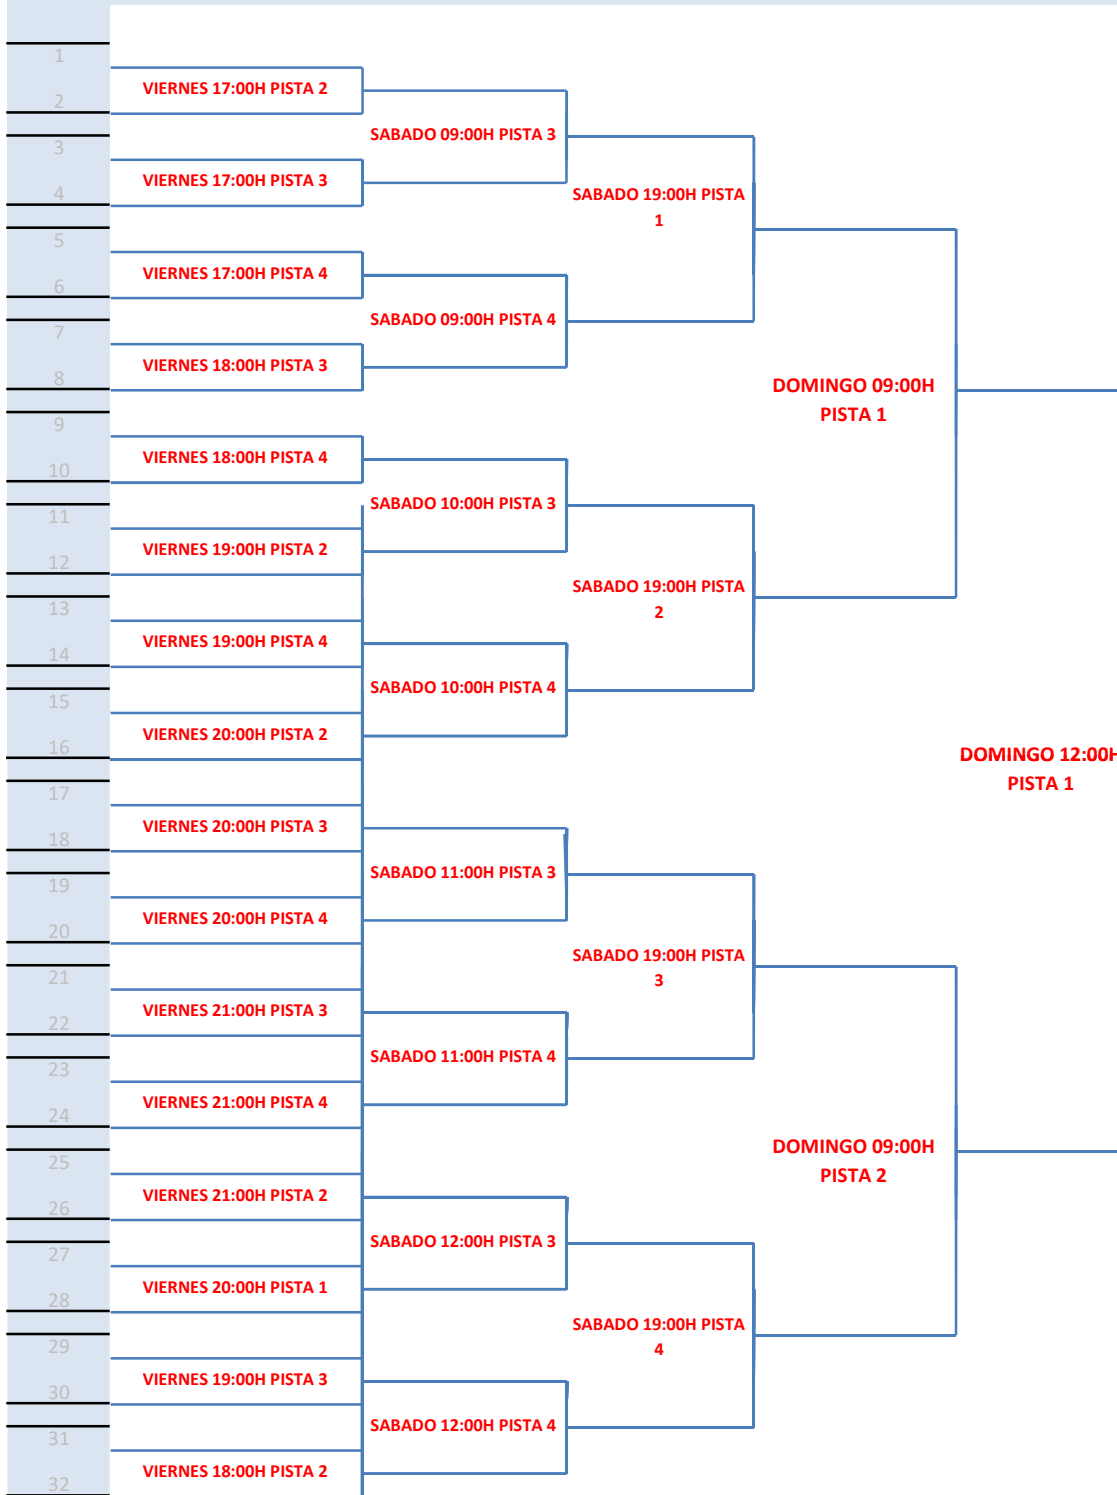 1
VIERNES 17:00H PISTA 2
2
SABADO 09:00H PISTA 3
3
VIERNES 17:00H PISTA 3
4
SABADO 19:00H PISTA
1
5
VIERNES 17:00H PISTA 4
6
SABADO 09:00H PISTA 4
7
VIERNES 18:00H PISTA 3
8
DOMINGO 09:00H
PISTA 1
9
VIERNES 18:00H PISTA 4
10
SABADO 10:00H PISTA 3
11
VIERNES 19:00H PISTA 2
12
SABADO 19:00H PISTA
2
13
VIERNES 19:00H PISTA 4
14
SABADO 10:00H PISTA 4
15
VIERNES 20:00H PISTA 2
16
DOMINGO 12:00H
PISTA 1
17
VIERNES 20:00H PISTA 3
18
SABADO 11:00H PISTA 3
19
VIERNES 20:00H PISTA 4
20
SABADO 19:00H PISTA
3
21
VIERNES 21:00H PISTA 3
22
SABADO 11:00H PISTA 4
23
VIERNES 21:00H PISTA 4
24
DOMINGO 09:00H
PISTA 2
25
VIERNES 21:00H PISTA 2
26
SABADO 12:00H PISTA 3
27
VIERNES 20:00H PISTA 1
28
SABADO 19:00H PISTA
4
29
VIERNES 19:00H PISTA 3
30
SABADO 12:00H PISTA 4
31
VIERNES 18:00H PISTA 2
32